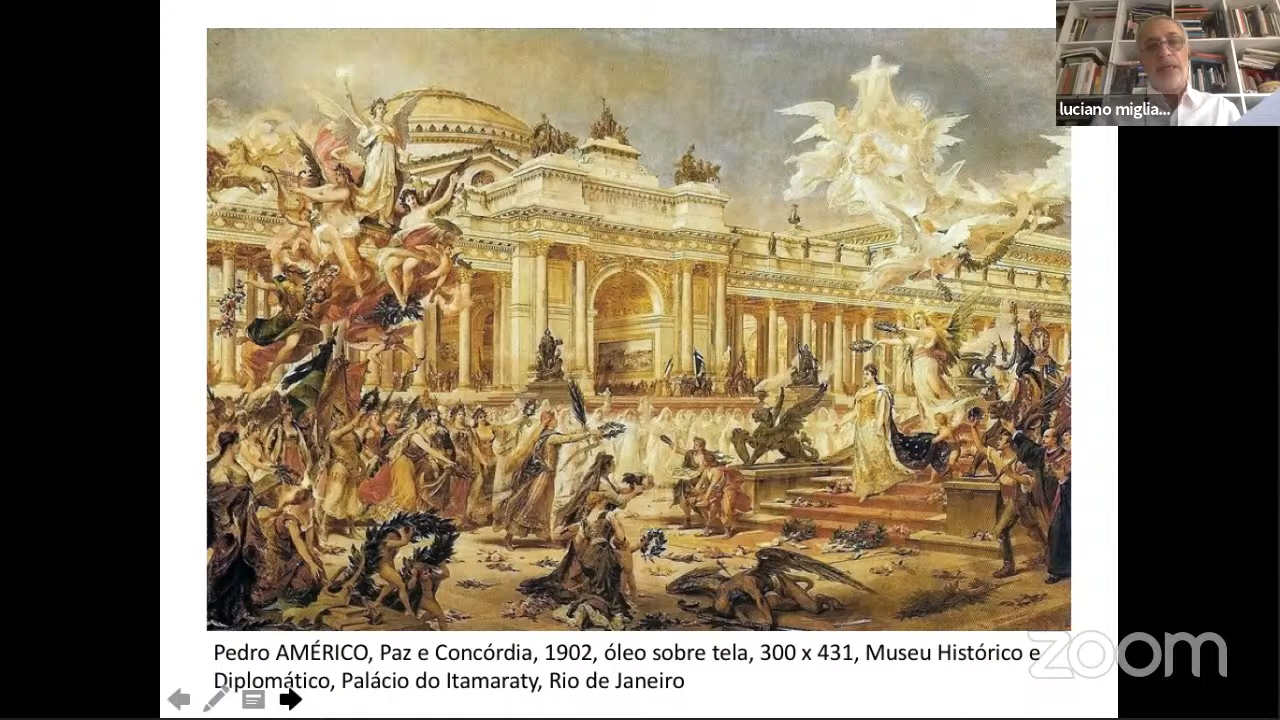 luciano miglia...
Pedro AMÉRICO, Paz e Concórdia, 1902, óleo sobre tela, 300 x 431, Museu Histórico e
Diplomático, Palácio do Itamaraty, Rio de Janeiro
zoom